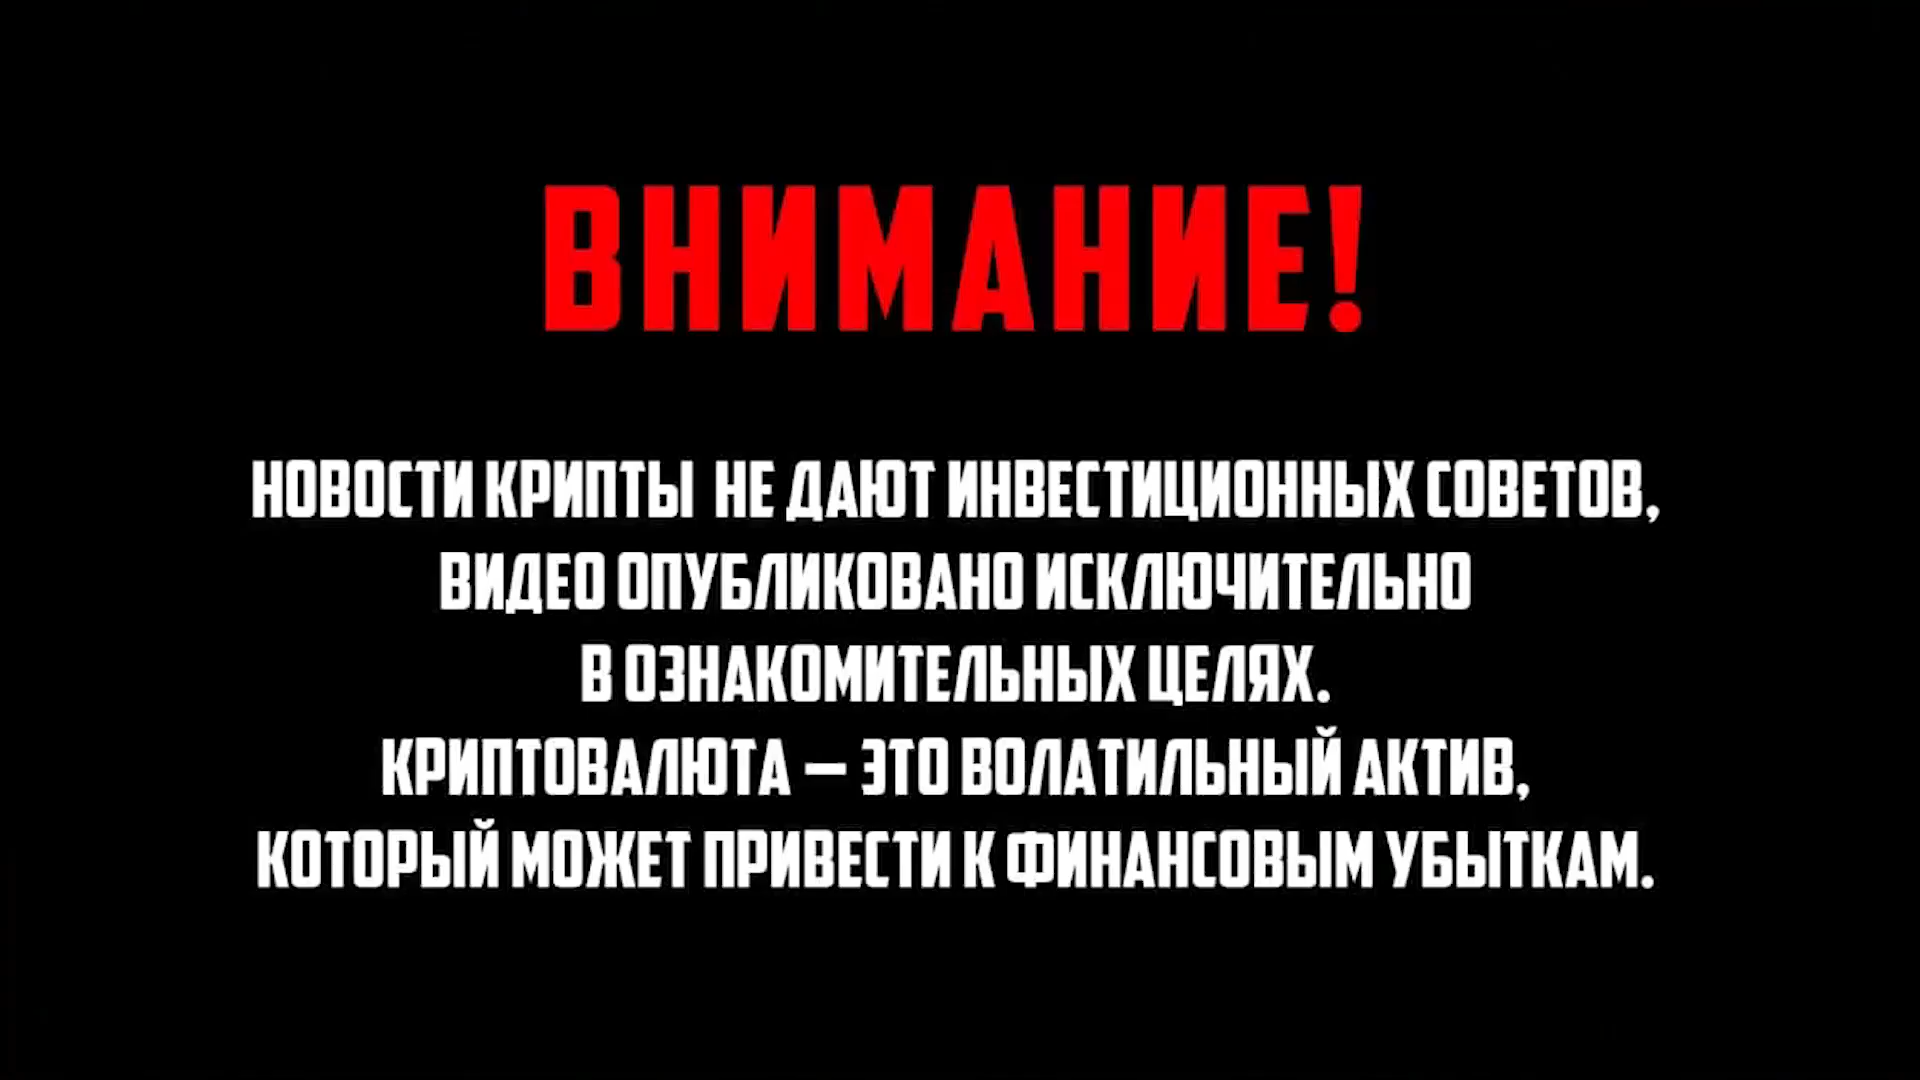 ВНИМАНИЕ!
НОВОСТИ КРИПТЫ НЕ ДАЮТ ИНВЕСТИЦИОННЫХ СОВЕТОВ,
ВИДЕО ОПУБЛИКОВАНО ИСКЛЮЧИТЕЛЬНО
В ОЗНАКОМИТЕЛЬНЫХ ЦЕЛЯХ.
КРИПТОВАЛЮТА — ЭТО ВОЛАТИЛЬНЫЙ АКТИВ,
КОТОРЫЙ МОЖЕТ ПРИВЕСТИ К ФИНАНСОВЫМ УБЫТКАМ.